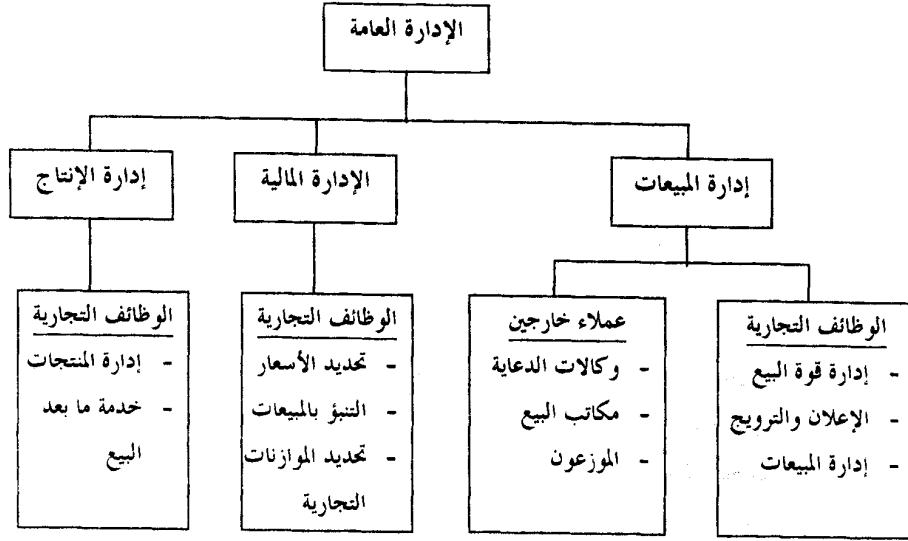 الإدارة العامة
إدارة المبيعات
الإدارة المالية
إدارة الإنتاج
الوظائف التجارية
- إدارة قوة البيع
- الإعلان والترويج
- إدارة المبيعات
عملاء خارجين
- وكالات الدعاية
- مكاتب البيع
- الموزعون
الوظائف التجارية
- تحديد الأسعار
- التنبؤ بالمبيعات
- تحديد الموازنات
التجارية
الوظائف التجارية
- إدارة المنتجات
- خدمة ما بعد
البيع